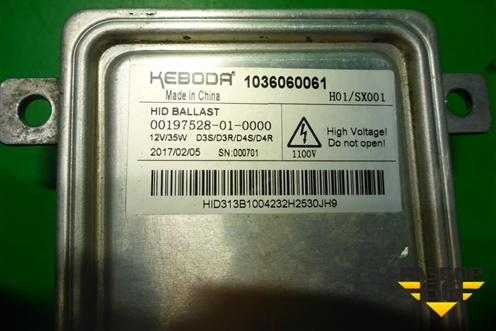 KEBODA® 1036060061
Made in China H01/SX001
HID BALLAST
00197528-01-0000
12V/35W D3S/D3R/D4S/D4R
2017/02/05 SN:000701
1100V
High Voltage!
Do not open!
HID313B1004232H2530JH9